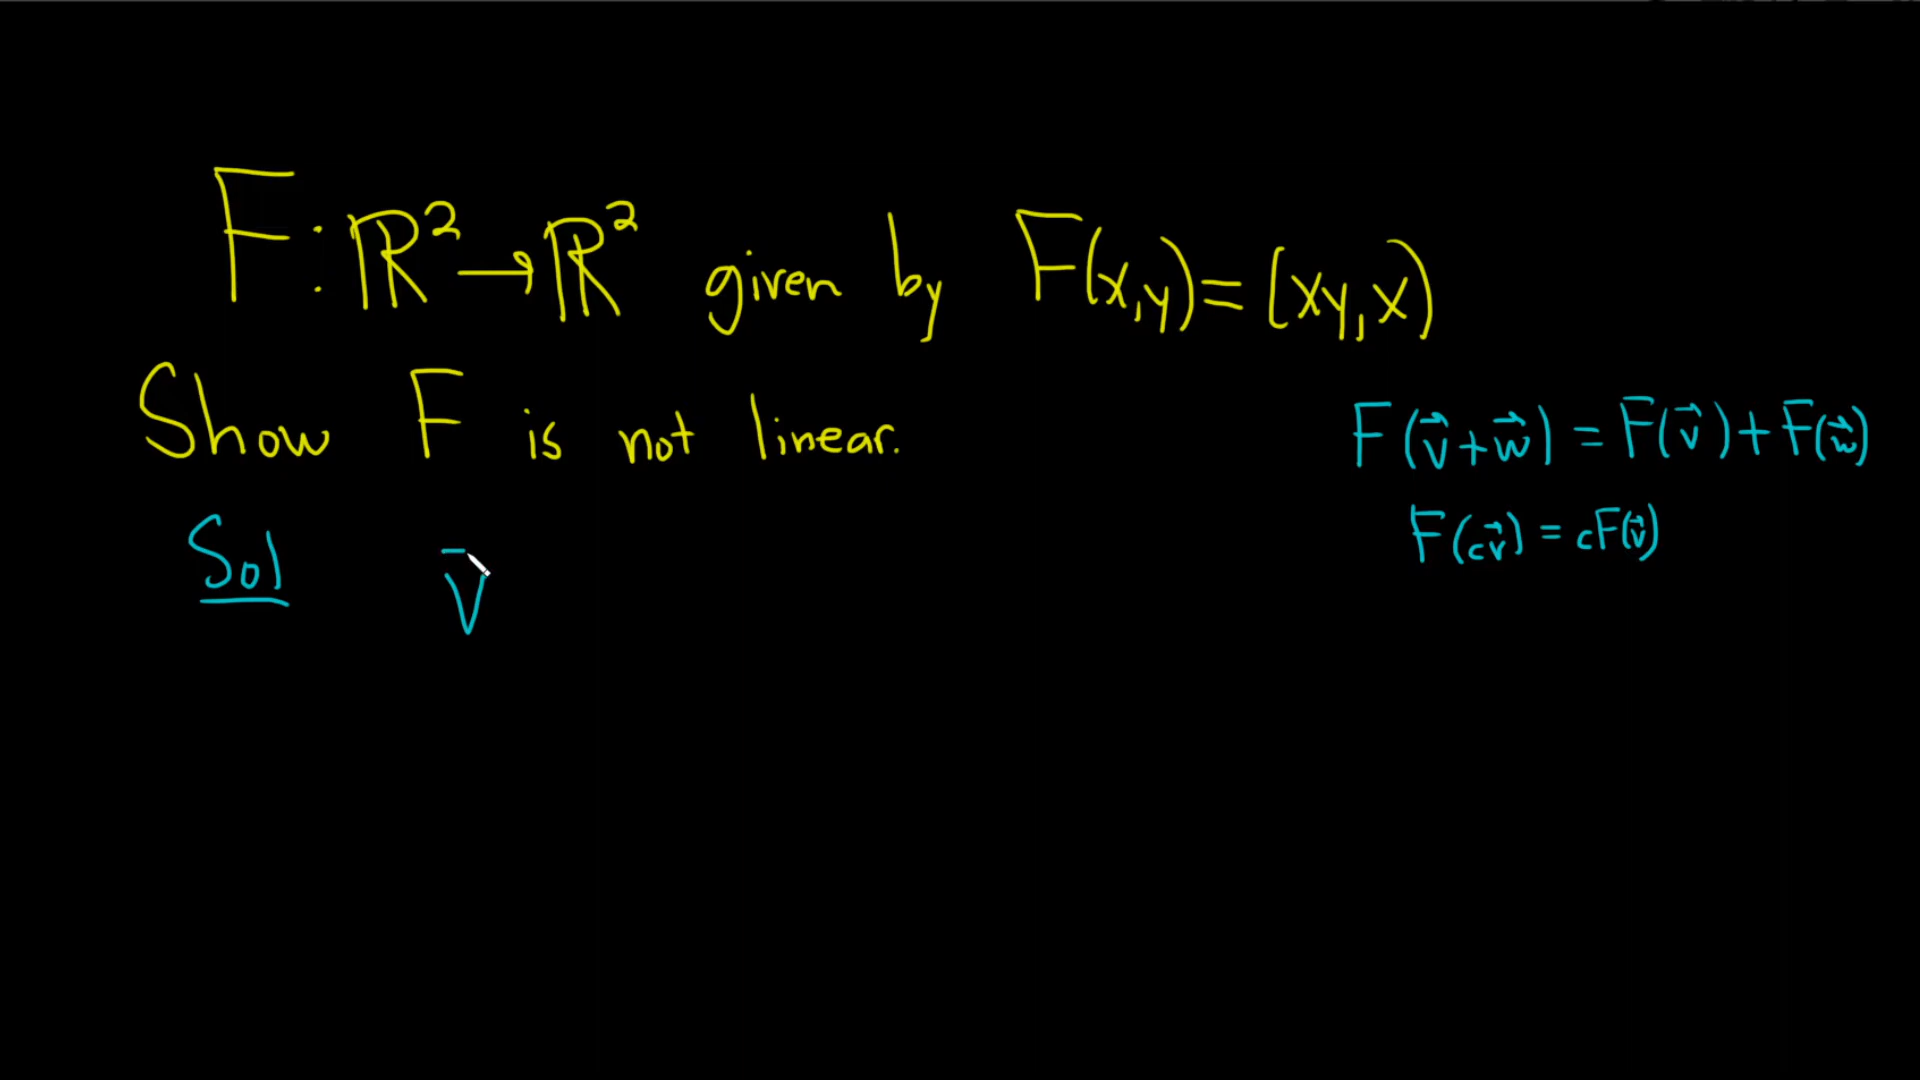 F: ℝ² → ℝ² given by F(x,y) = (xy, x)
Show F is not linear.
F(v⃗ + w⃗) = F(v⃗) + F(w⃗)
F(cv⃗) = cF(v⃗)
Sol v̅